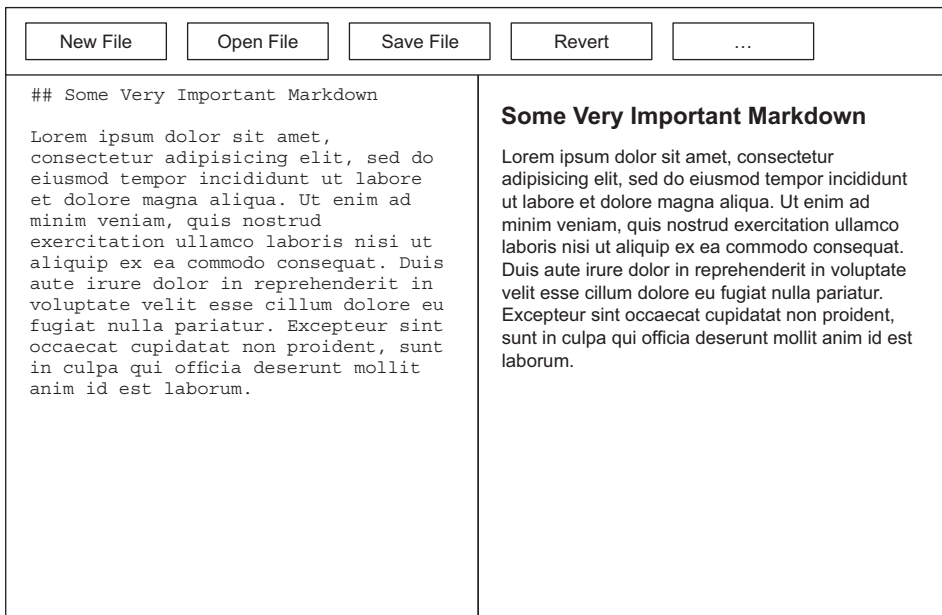 New File
Open File
Save File
Revert
...
## Some Very Important Markdown
Lorem ipsum dolor sit amet,
consectetur adipisicing elit, sed do
eiusmod tempor incididunt ut labore
et dolore magna aliqua. Ut enim ad
minim veniam, quis nostrud
exercitation ullamco laboris nisi ut
aliquip ex ea commodo consequat. Duis
aute irure dolor in reprehenderit in
voluptate velit esse cillum dolore eu
fugiat nulla pariatur. Excepteur sint
occaecat cupidatat non proident, sunt
in culpa qui officia deserunt mollit
anim id est laborum.
Some Very Important Markdown
Lorem ipsum dolor sit amet, consectetur
adipisicing elit, sed do eiusmod tempor incididunt
ut labore et dolore magna aliqua. Ut enim ad
minim veniam, quis nostrud exercitation ullamco
laboris nisi ut aliquip ex ea commodo consequat.
Duis aute irure dolor in reprehenderit in voluptate
velit esse cillum dolore eu fugiat nulla pariatur.
Excepteur sint occaecat cupidatat non proident,
sunt in culpa qui officia deserunt mollit anim id est
laborum.